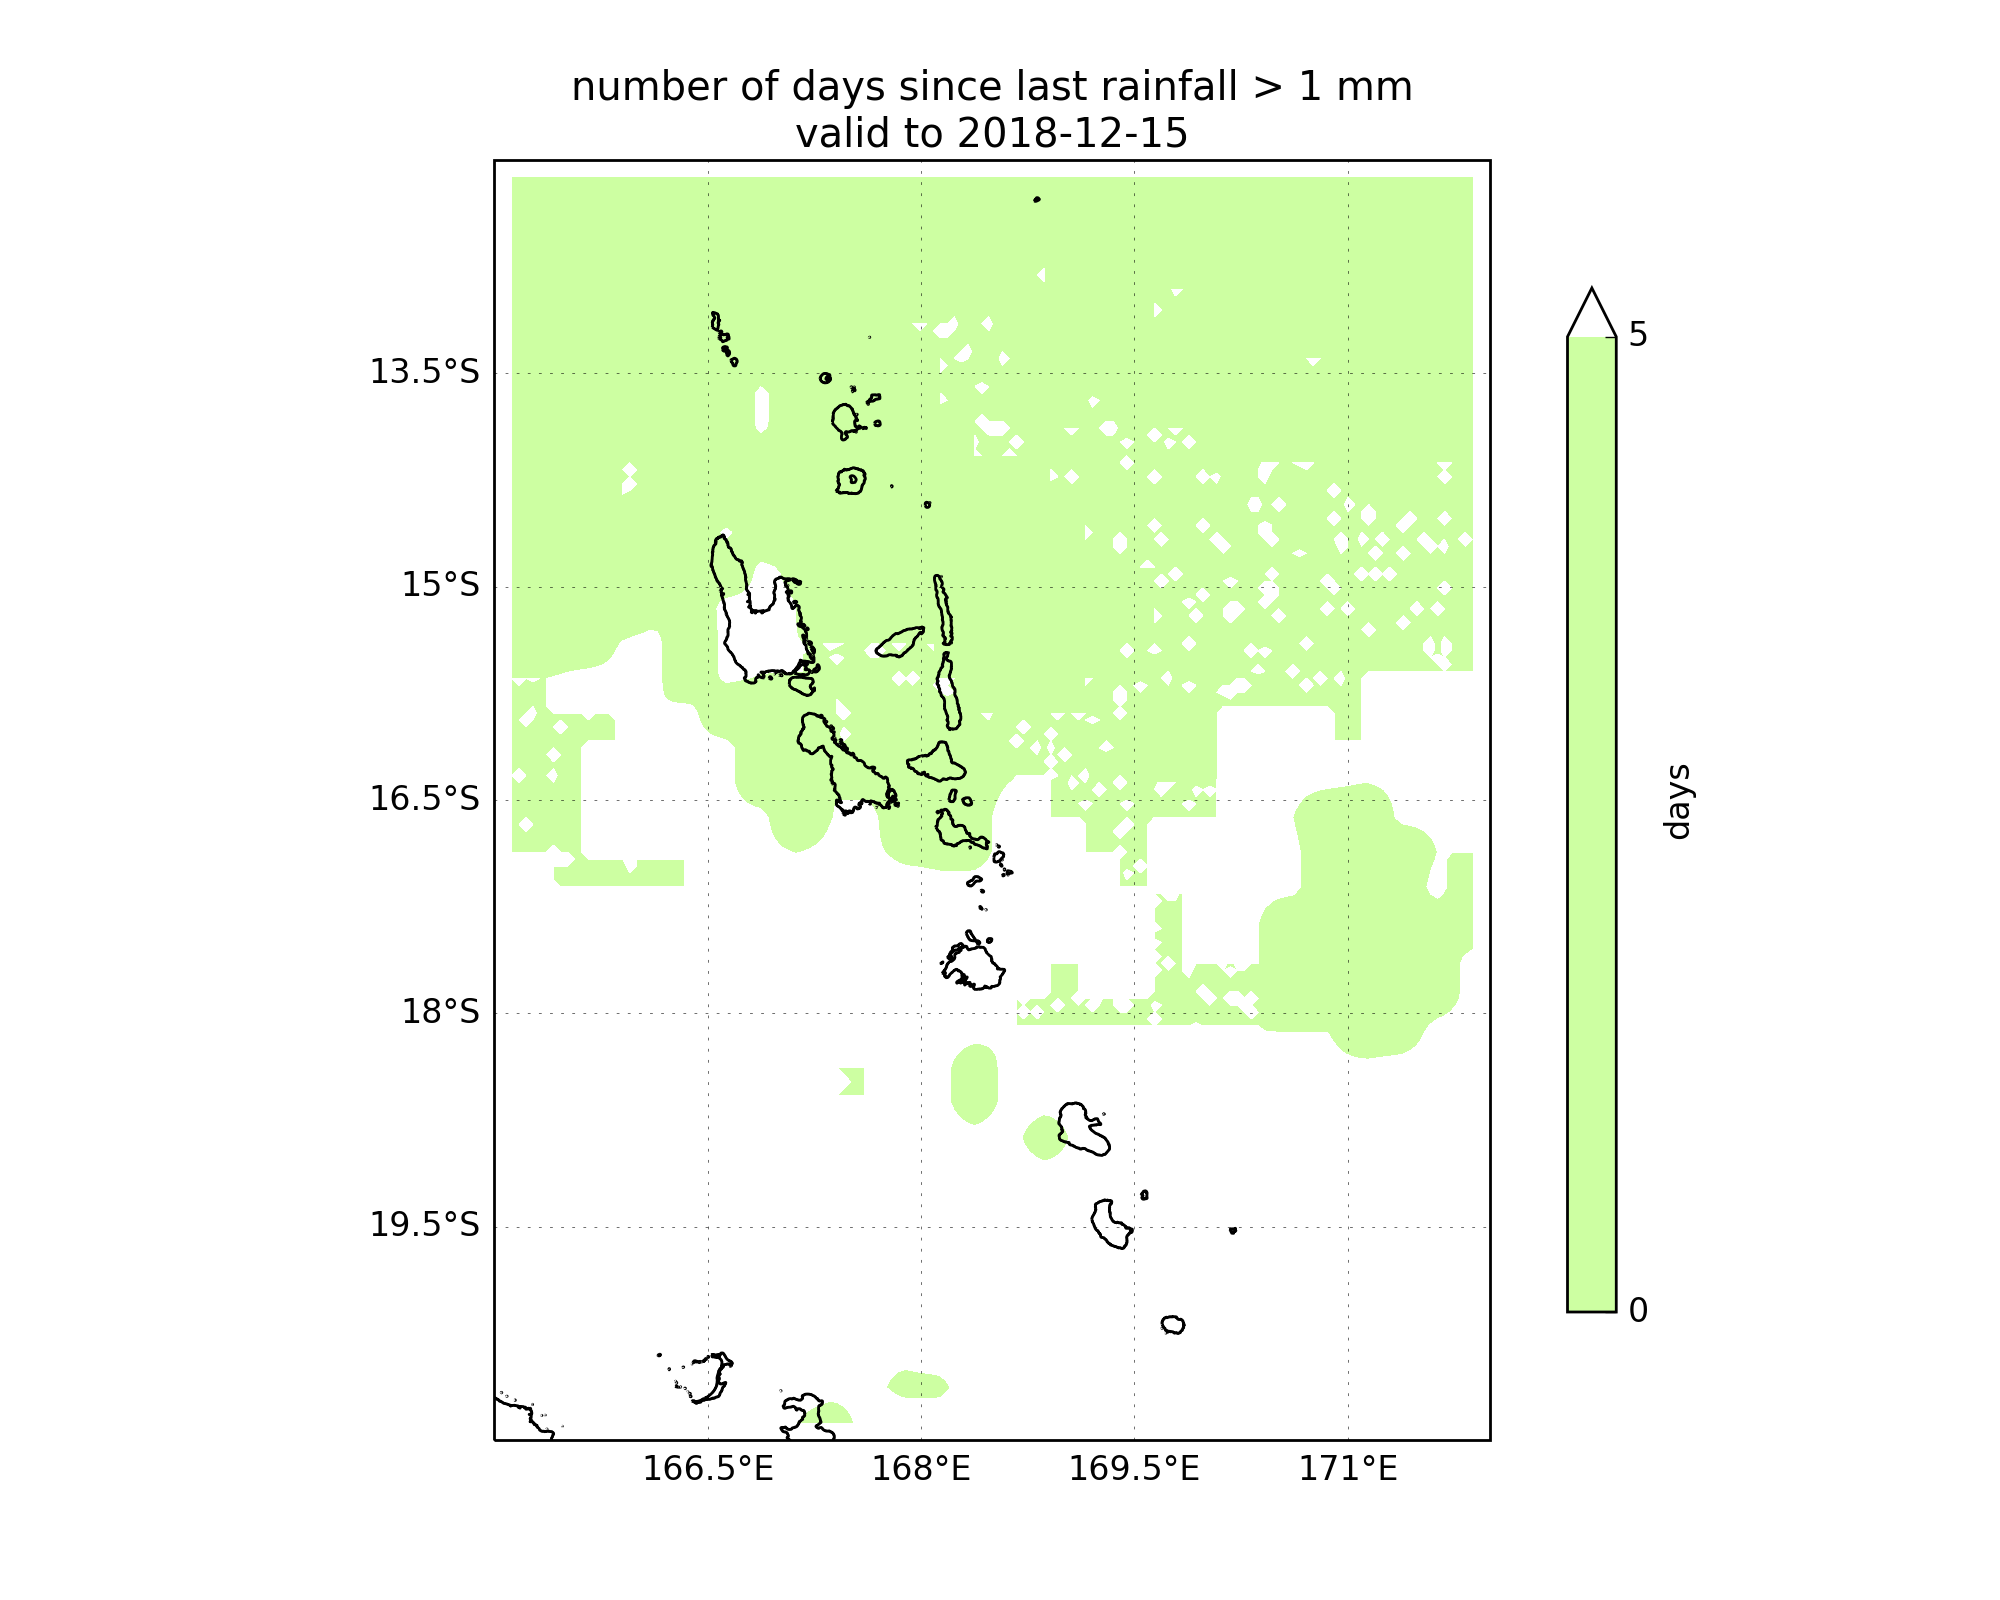 number of days since last rainfall > 1 mm
valid to 2018-12-15
13.5°S
15°S
16.5°S
18°S
19.5°S
166.5°E
168°E
169.5°E
171°E
5
0
days